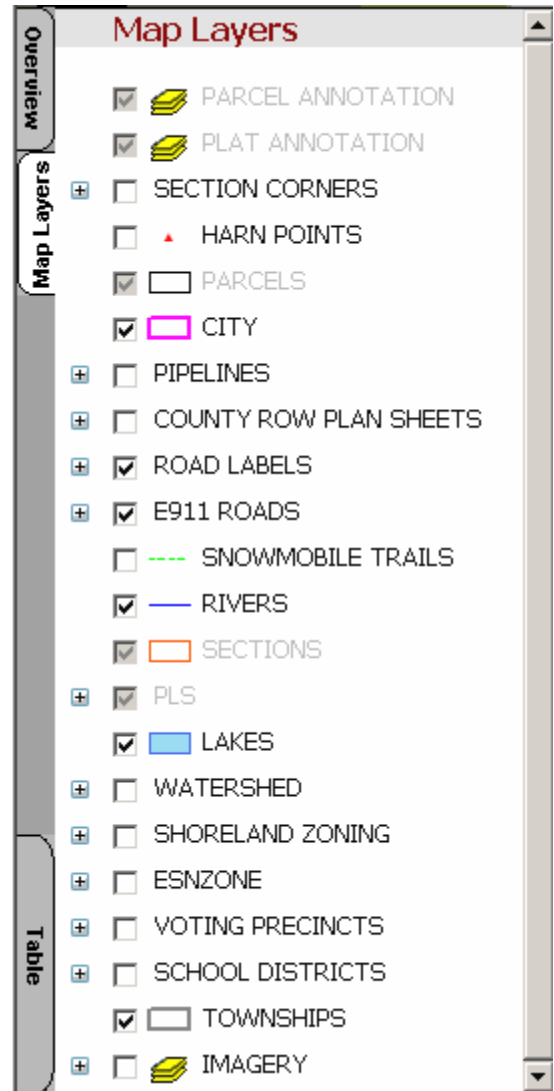 Overview
Map Layers
Table
Map Layers
PARCEL ANNOTATION
PLAT ANNOTATION
SECTION CORNERS
HARN POINTS
PARCELS
CITY
PIPELINES
COUNTY ROW PLAN SHEETS
ROAD LABELS
E911 ROADS
SNOWMOBILE TRAILS
RIVERS
SECTIONS
PLS
LAKES
WATERSHED
SHORELAND ZONING
ESNZONE
VOTING PRECINCTS
SCHOOL DISTRICTS
TOWNSHIPS
IMAGERY